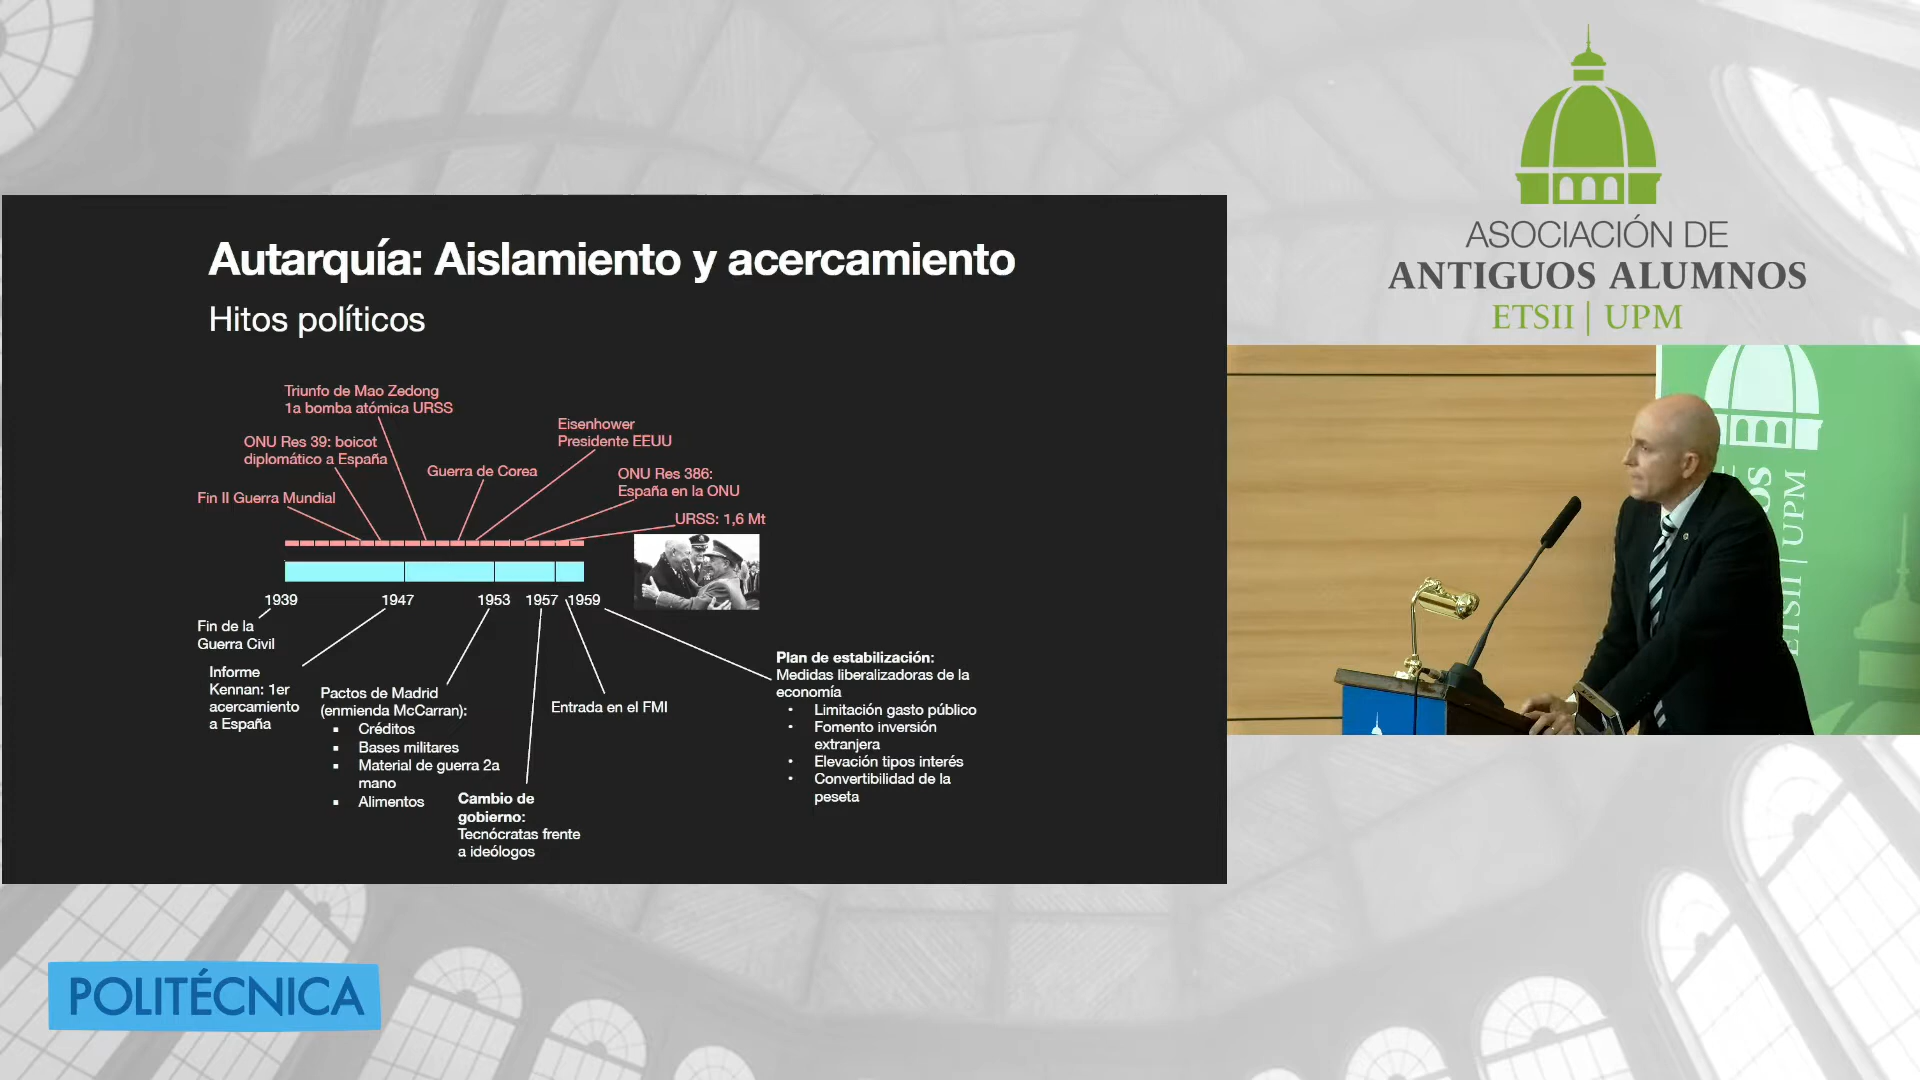 Autarquía: Aislamiento y acercamiento
Hitos políticos
Triunfo de Mao Zedong
1a bomba atómica URSS
ONU Res 39: boicot
diplomático a España
Fin II Guerra Mundial
Guerra de Corea
Eisenhower
Presidente EEUU
ONU Res 386:
España en la ONU
URSS: 1,6 Mt
1939
1947
1953
1957
1959
Fin de la
Guerra Civil
Informe
Kennan: 1er
acercamiento
a España
Pactos de Madrid
(enmienda McCarran):
▪ Créditos
▪ Bases militares
▪ Material de guerra 2a
mano
▪ Alimentos
Cambio de
gobierno:
Tecnócratas frente
a ideólogos
Entrada en el FMI
Plan de estabilización:
Medidas liberalizadoras de la
economía
• Limitación gasto público
• Fomento inversión
extranjera
• Elevación tipos interés
• Convertibilidad de la
peseta
ASOCIACIÓN DE
ANTIGUOS ALUMNOS
ETSII | UPM
ETSII | UPM
POLITÉCNICA